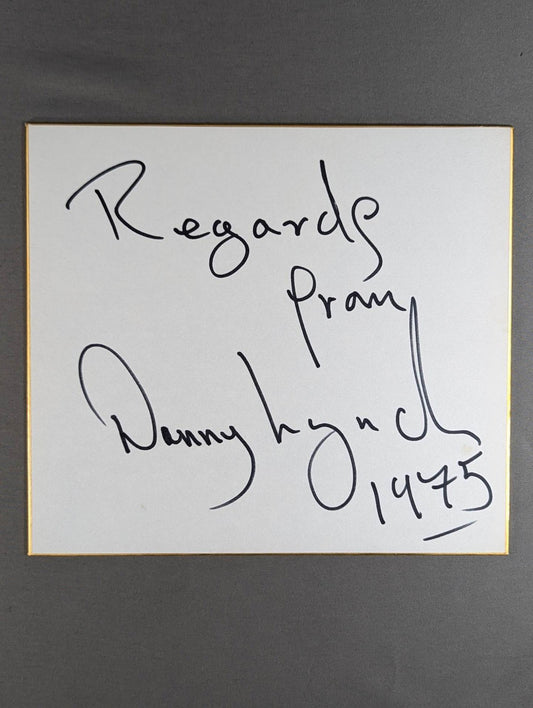 Regards
from
Danny Lynch
1975